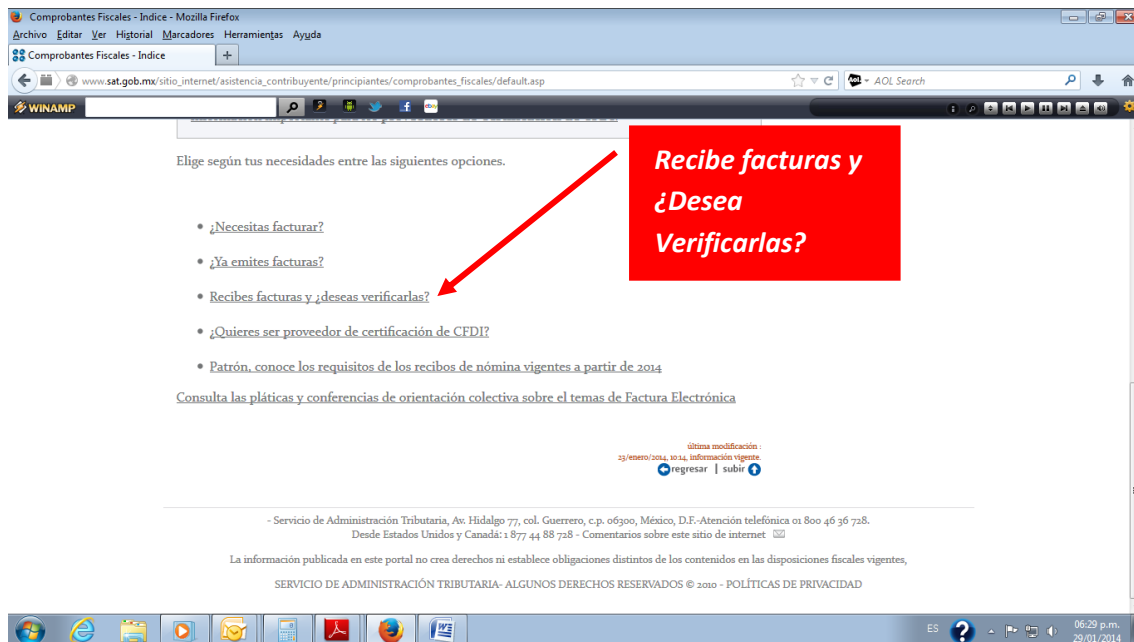 Comprobantes Fiscales - Indice - Mozilla Firefox
Archivo Editar Ver Historial Marcadores Herramientas Ayuda
Comprobantes Fiscales - Indice
www.sat.gob.mx/sitio_internet/asistencia_contribuyente/principiantes/comprobantes_fiscales/default.asp
Aol. AOL Search
WINAMP
ebay
Elige según tus necesidades entre las siguientes opciones.
Recibe facturas y
¿Desea
Verificarlas?
• ¿Necesitas facturar?
• ¿Ya emites facturas?
• Recibes facturas y ¿deseas verificarlas?
• ¿Quieres ser proveedor de certificación de CFDI?
• Patrón, conoce los requisitos de los recibos de nómina vigentes a partir de 2014
Consulta las pláticas y conferencias de orientación colectiva sobre el temas de Factura Electrónica
última modificación :
23/enero/2014, 10:14, información vigente.
regresar | subir
- Servicio de Administración Tributaria, Av. Hidalgo 77, col. Guerrero, c.p. 06300, México, D.F.-Atención telefónica 01 800 46 36 728.
Desde Estados Unidos y Canadá: 1 877 44 88 728 - Comentarios sobre este sitio de internet
La información publicada en este portal no crea derechos ni establece obligaciones distintos de los contenidos en las disposiciones fiscales vigentes,
SERVICIO DE ADMINISTRACIÓN TRIBUTARIA- ALGUNOS DERECHOS RESERVADOS © 2010 - POLÍTICAS DE PRIVACIDAD
ES
06:29 p.m.
29/01/2014